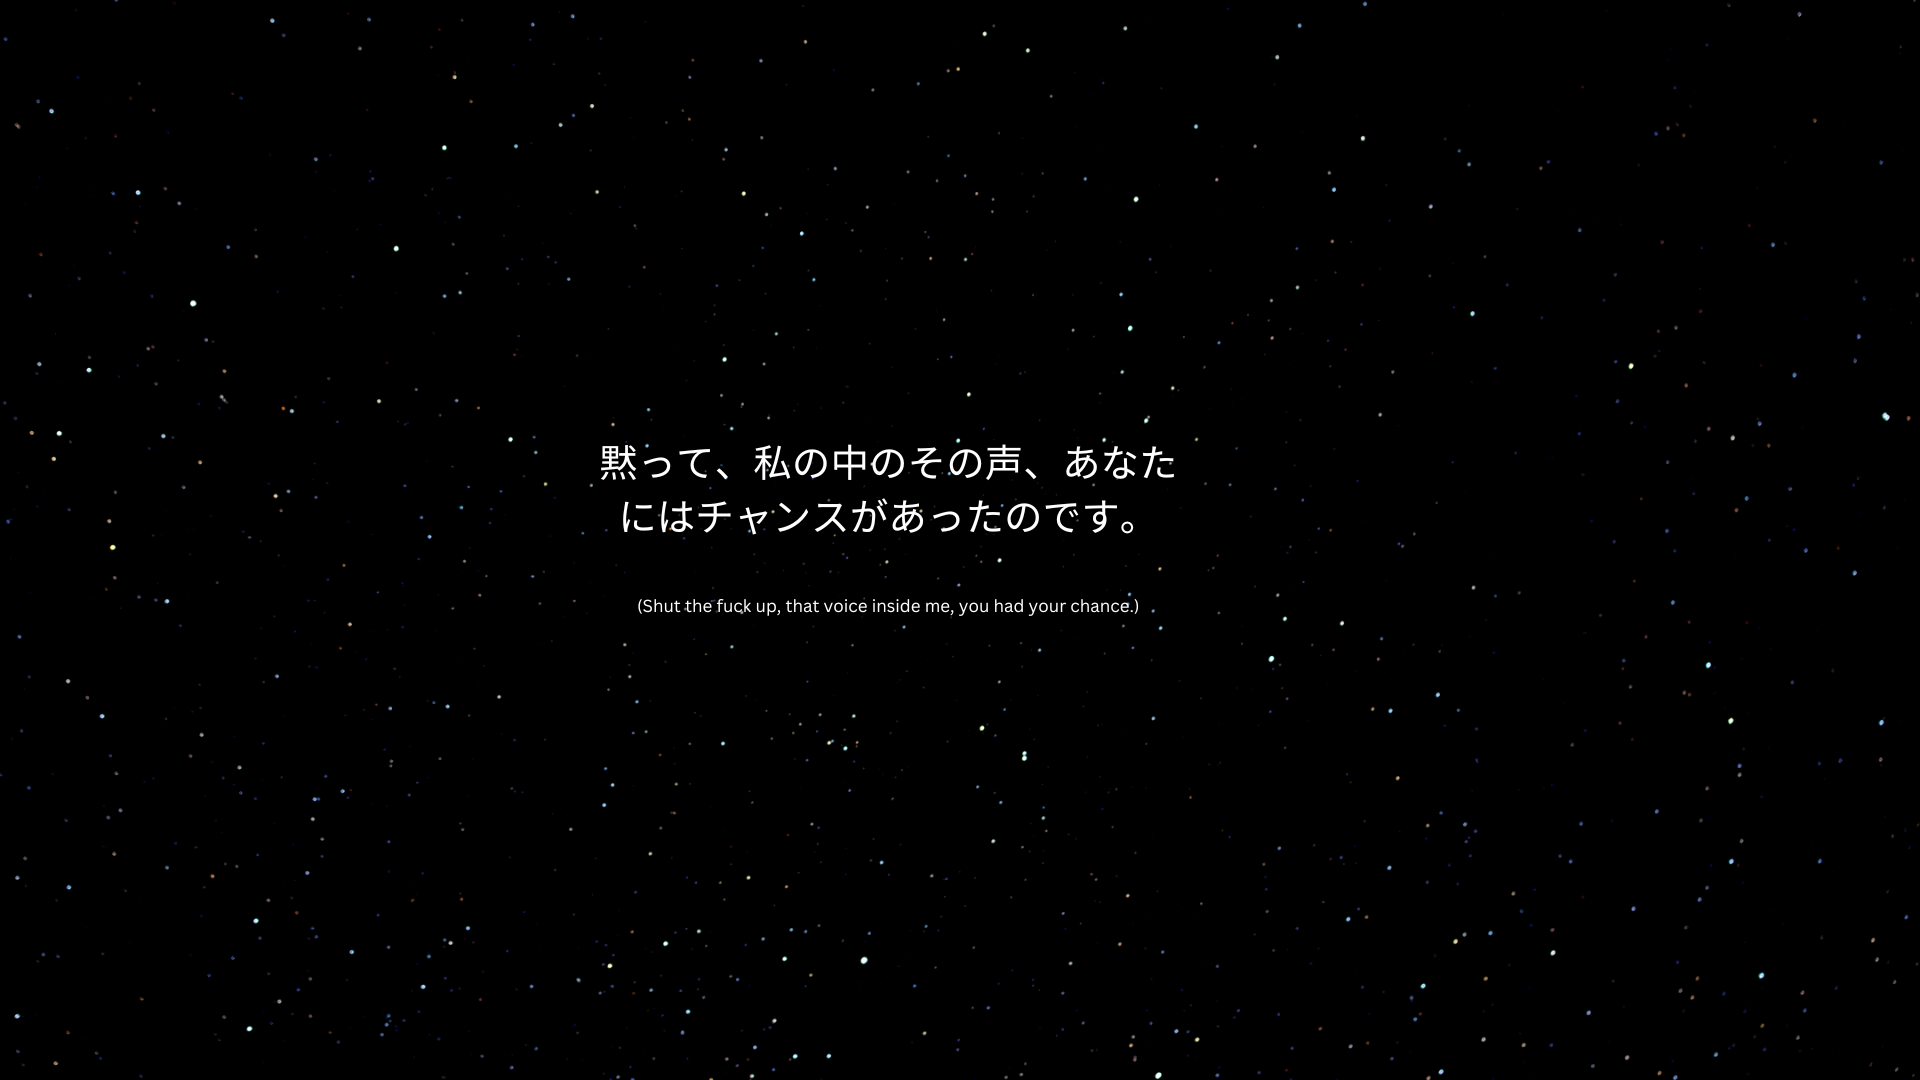 黙って、私の中のその声、あなた
にはチャンスがあったのです。
(Shut the fuck up, that voice inside me, you had your chance.)